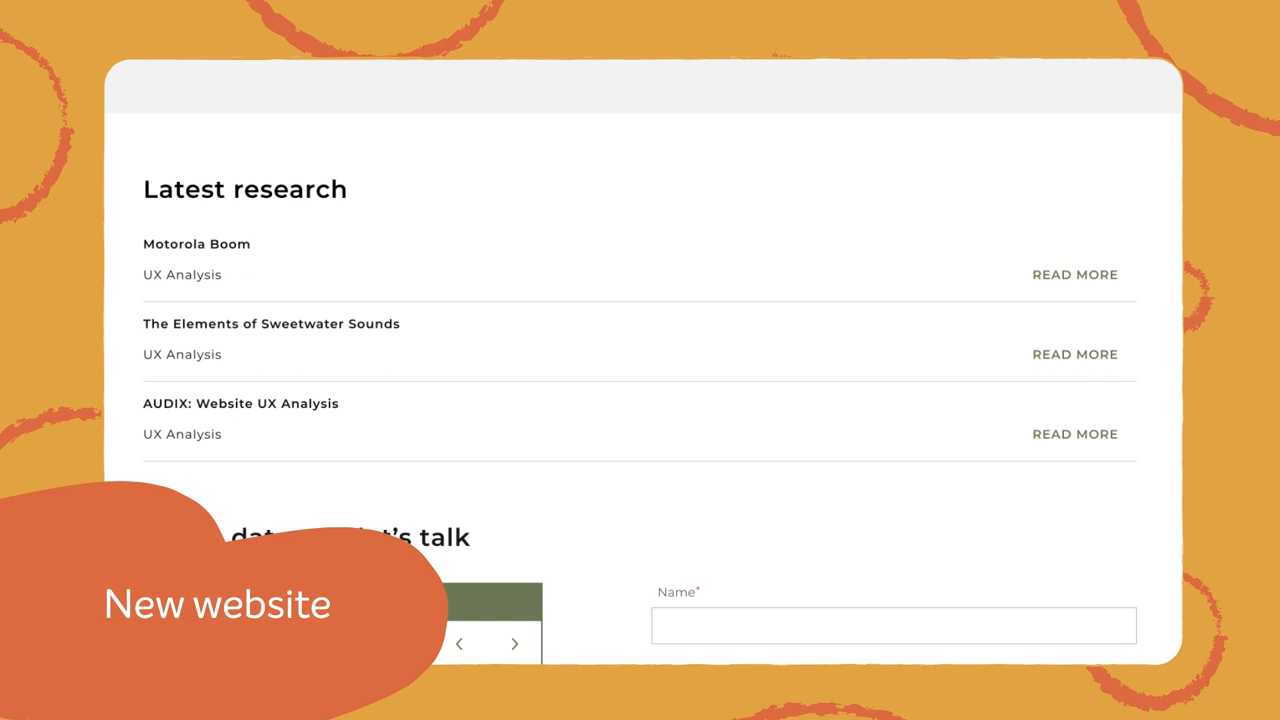 Latest research
Motorola Boom
UX Analysis
READ MORE
The Elements of Sweetwater Sounds
UX Analysis
READ MORE
AUDIX: Website UX Analysis
UX Analysis
READ MORE
talk
New website
Name*